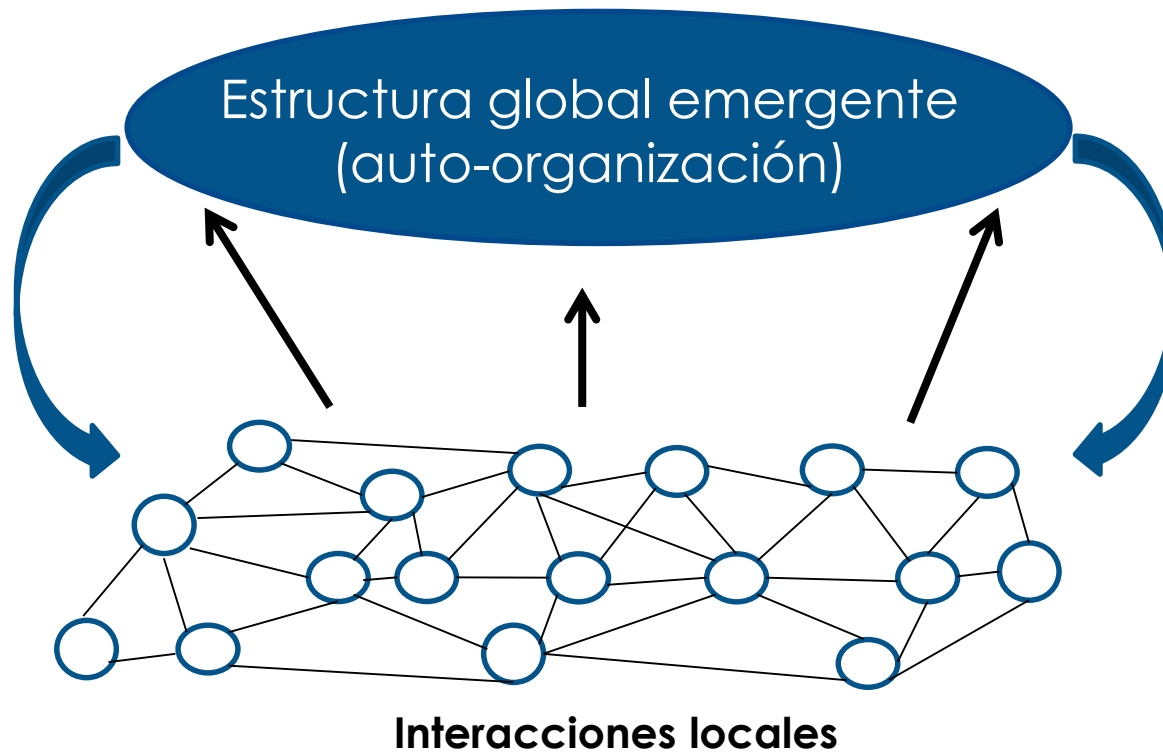 Estructura global emergente
(auto-organización)
Interacciones locales